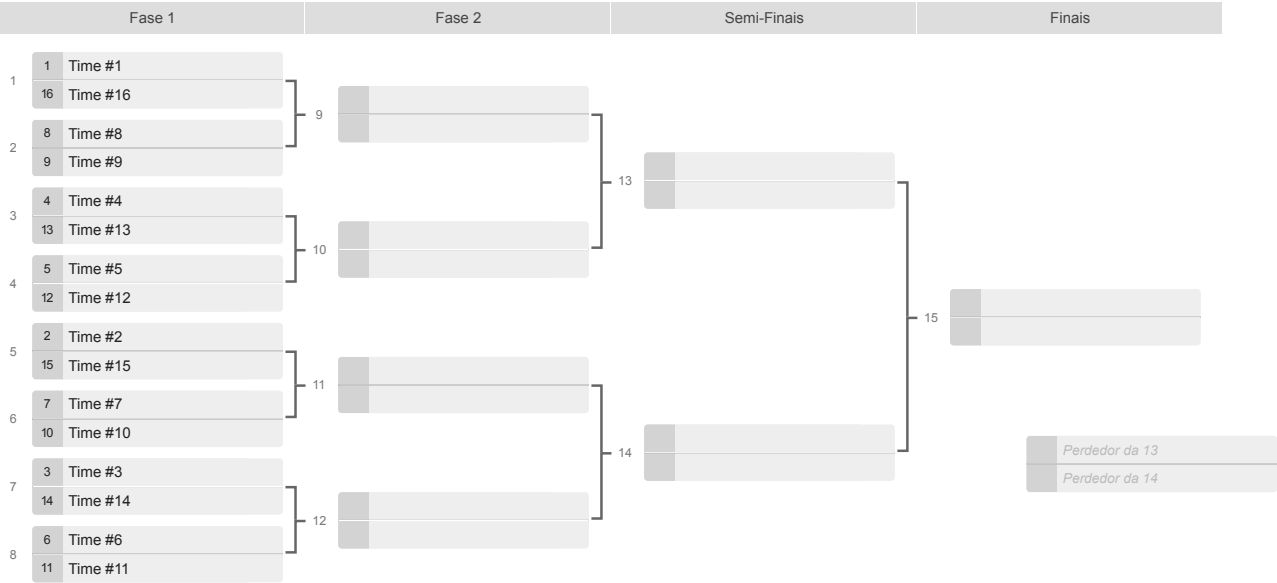 Fase 1 Fase 2 Semi-Finais Finais
1
1 Time #1
16 Time #16
2
8 Time #8
9 Time #9
3
4 Time #4
13 Time #13
4
5 Time #5
12 Time #12
5
2 Time #2
15 Time #15
6
7 Time #7
10 Time #10
7
3 Time #3
14 Time #14
8
6 Time #6
11 Time #11
9
10
11
12
13
14
15
Perdedor da 13
Perdedor da 14